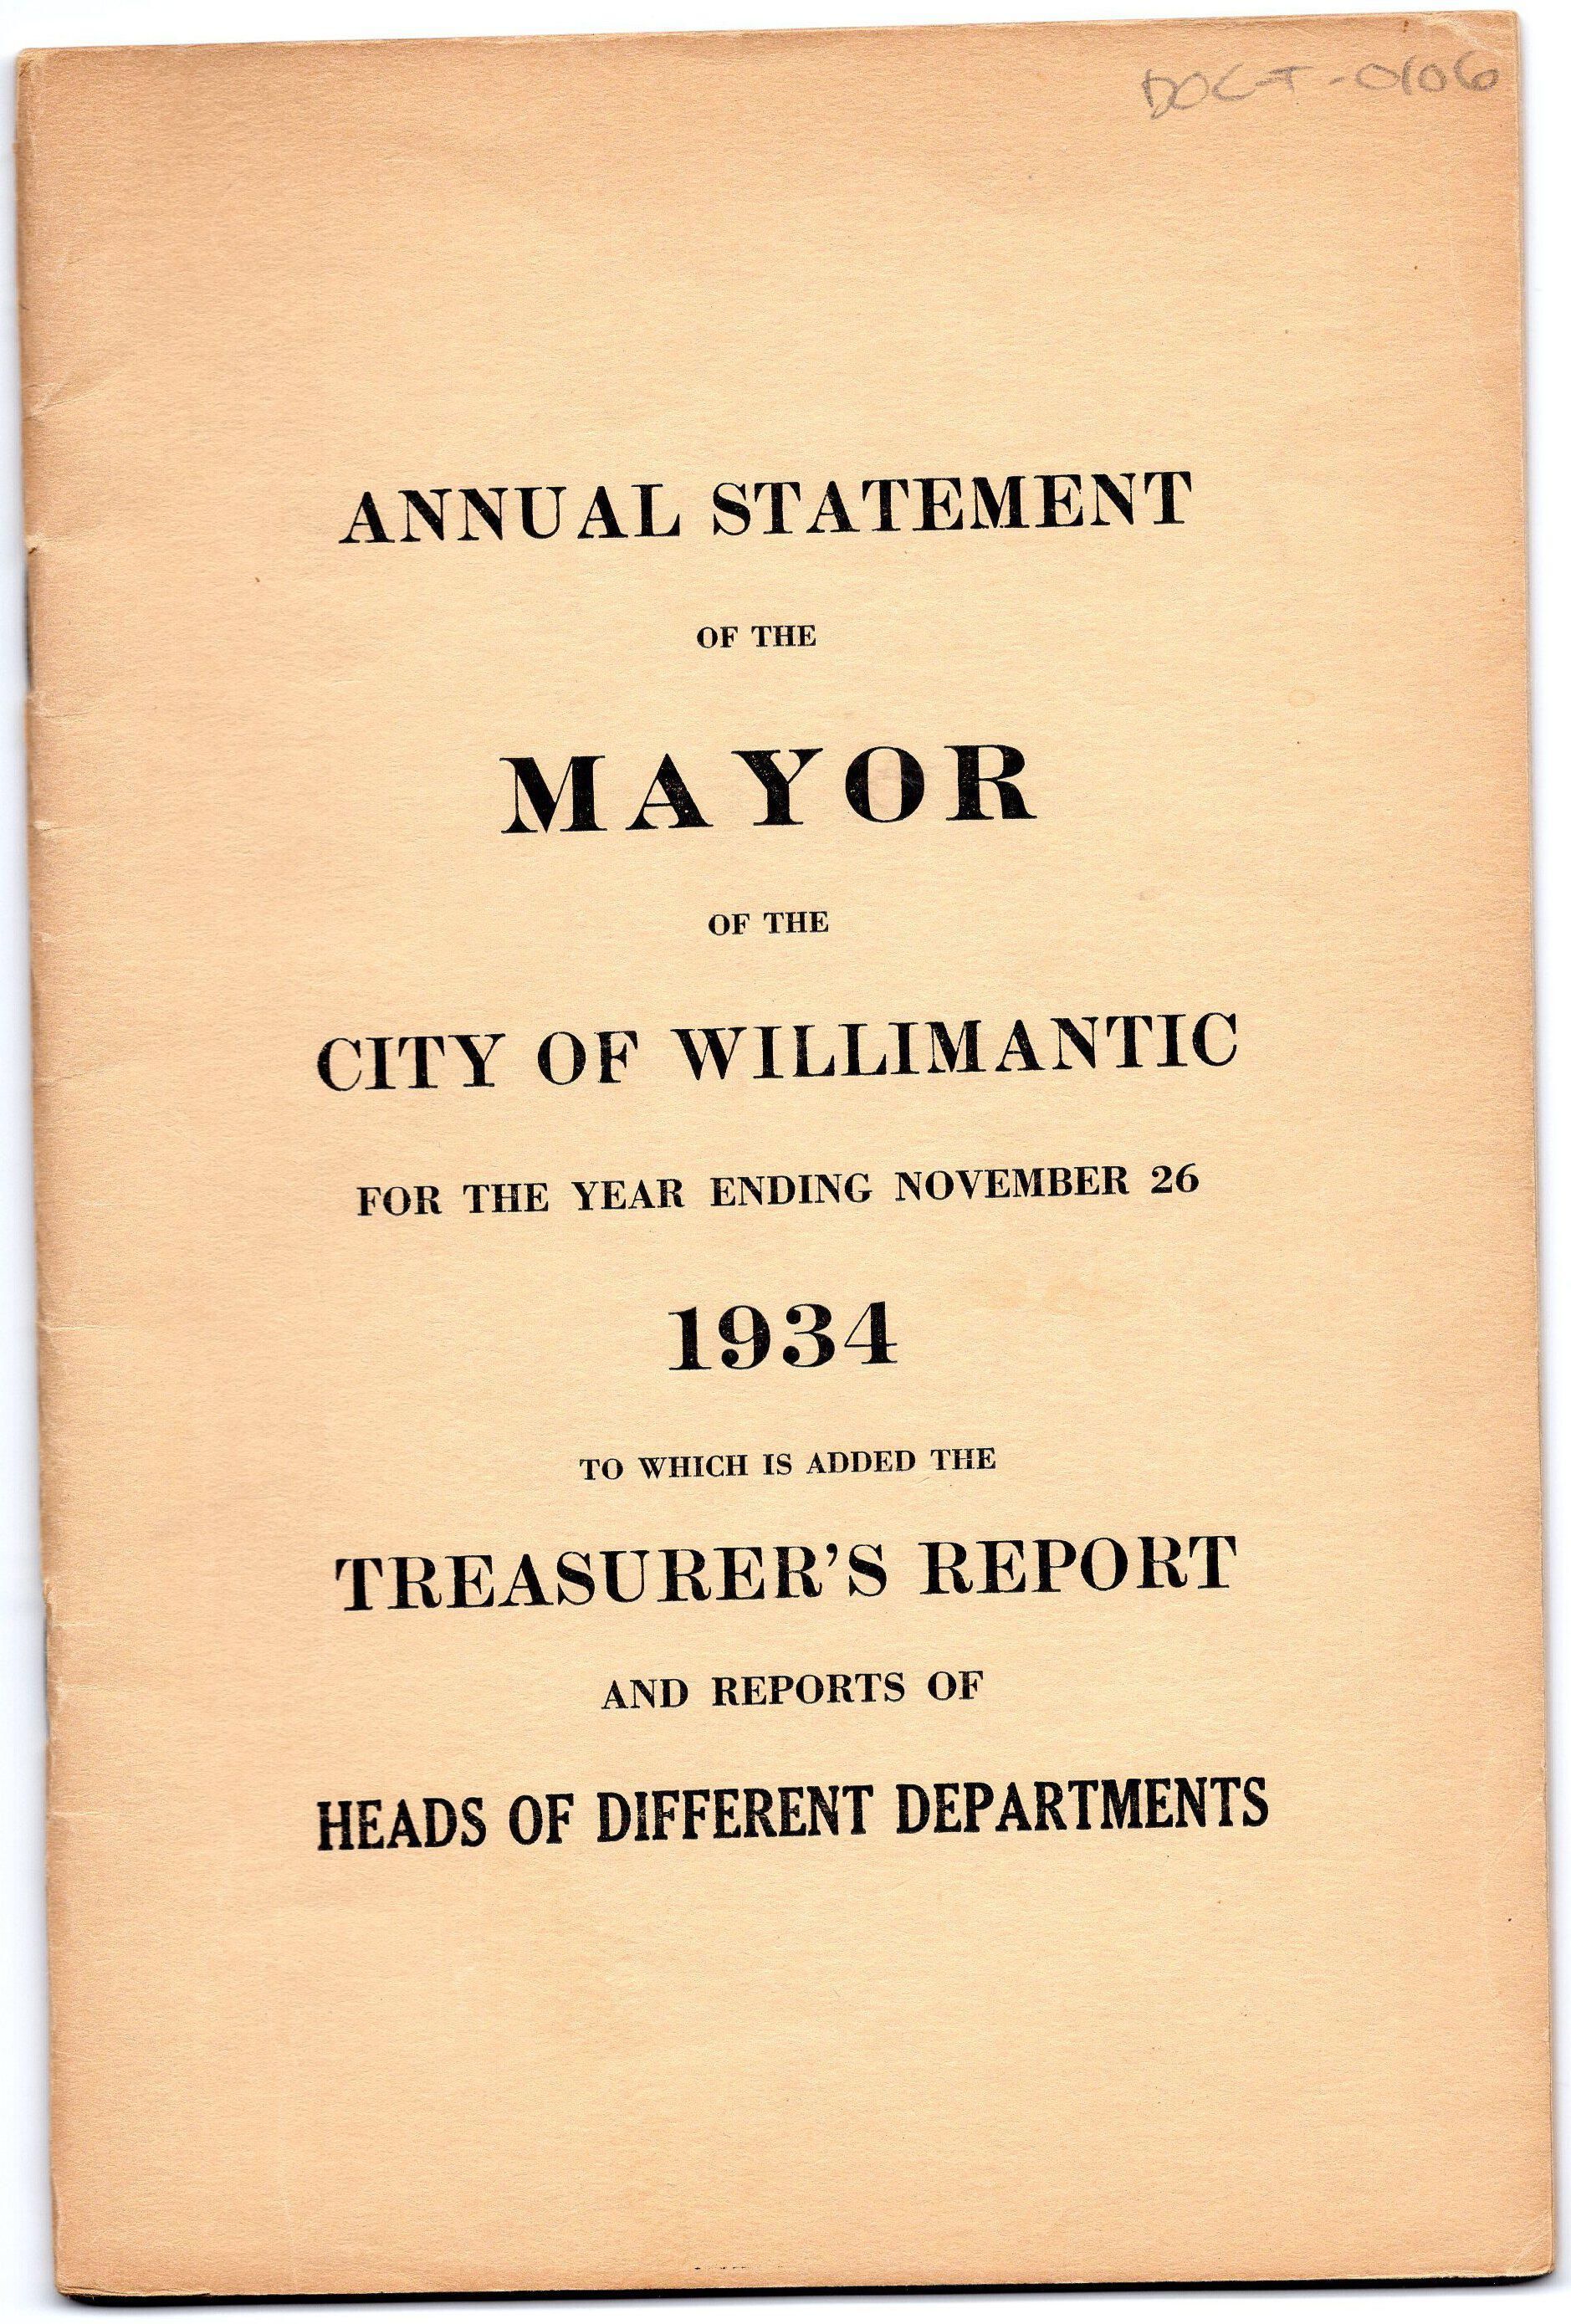 DOC-T-0106
ANNUAL STATEMENT
OF THE
MAYOR
OF THE
CITY OF WILLIMANTIC
FOR THE YEAR ENDING NOVEMBER 26
1934
TO WHICH IS ADDED THE
TREASURER'S REPORT
AND REPORTS OF
HEADS OF DIFFERENT DEPARTMENTS